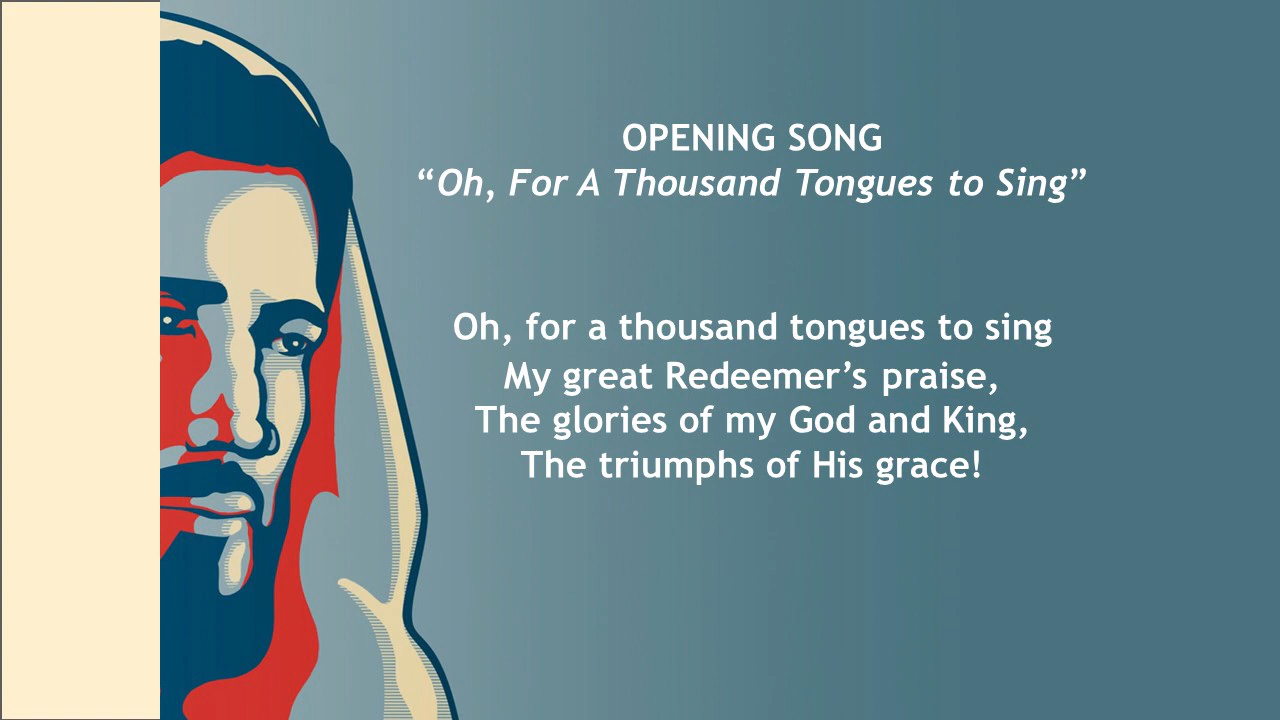 OPENING SONG
“Oh, For A Thousand Tongues to Sing”
Oh, for a thousand tongues to sing
My great Redeemer’s praise,
The glories of my God and King,
The triumphs of His grace!